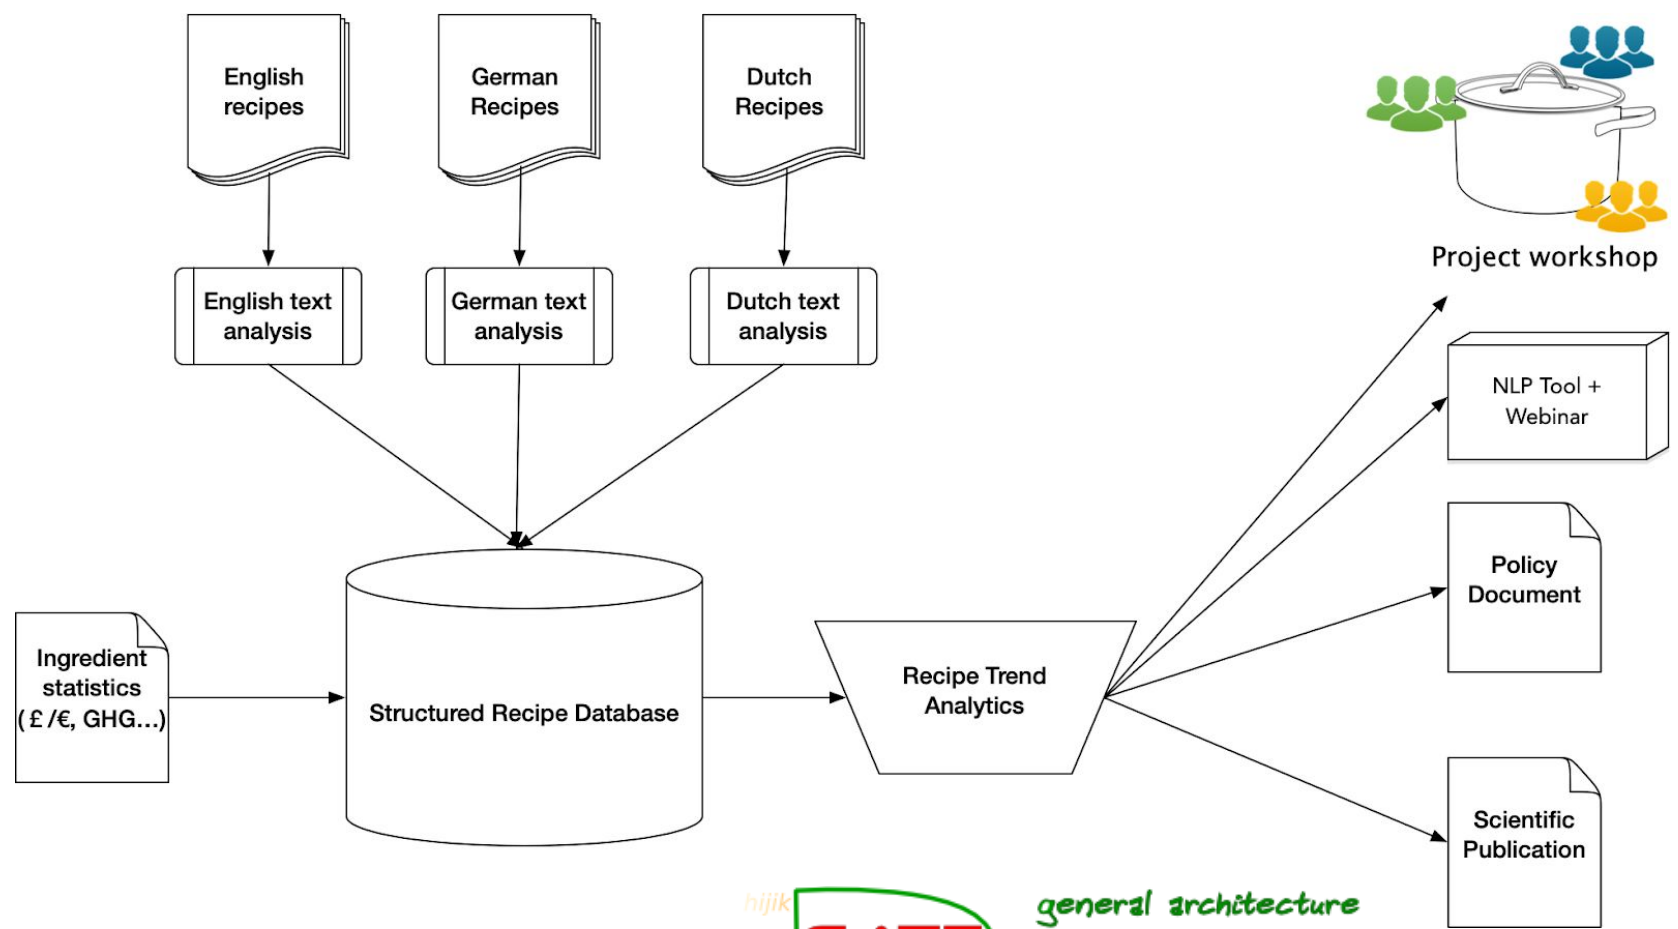 English
recipes
German
Recipes
Dutch
Recipes
English text
analysis
German text
analysis
Dutch text
analysis
Project workshop
NLP Tool +
Webinar
Policy
Document
Ingredient
statistics
(£/€, GHG...)
Structured Recipe Database
Recipe Trend
Analytics
Scientific
Publication
hijik
general architecture